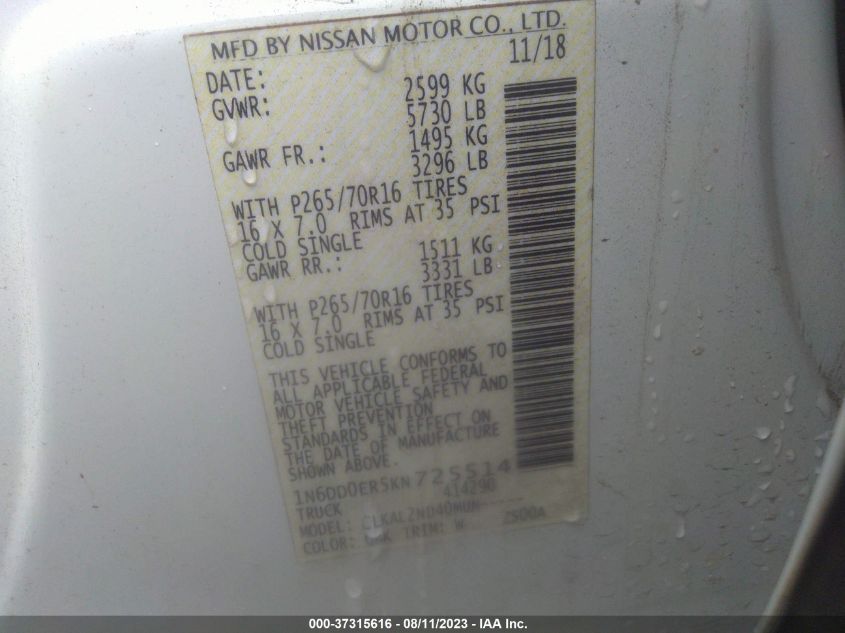 MFD BY NISSAN MOTOR CO., LTD.
DATE: 11/18
GVWR: 2599 KG
5730 LB
GAWR FR.: 1495 KG
3296 LB
WITH P265/70R16 TIRES
16 X 7.0 RIMS AT 35 PSI
COLD SINGLE
GAWR RR.: 1511 KG
3331 LB
WITH P265/70R16 TIRES
16 X 7.0 RIMS AT 35 PSI
COLD SINGLE
THIS VEHICLE CONFORMS TO
ALL APPLICABLE FEDERAL
MOTOR VEHICLE SAFETY AND
THEFT PREVENTION
STANDARDS IN EFFECT ON
THE DATE OF MANUFACTURE
SHOWN ABOVE.
1N6DD0ER5KN725514
TRUCK 414290
MODEL:
COLOR: TRIM: W
000-37315616 - 08/11/2023 - IAA Inc.